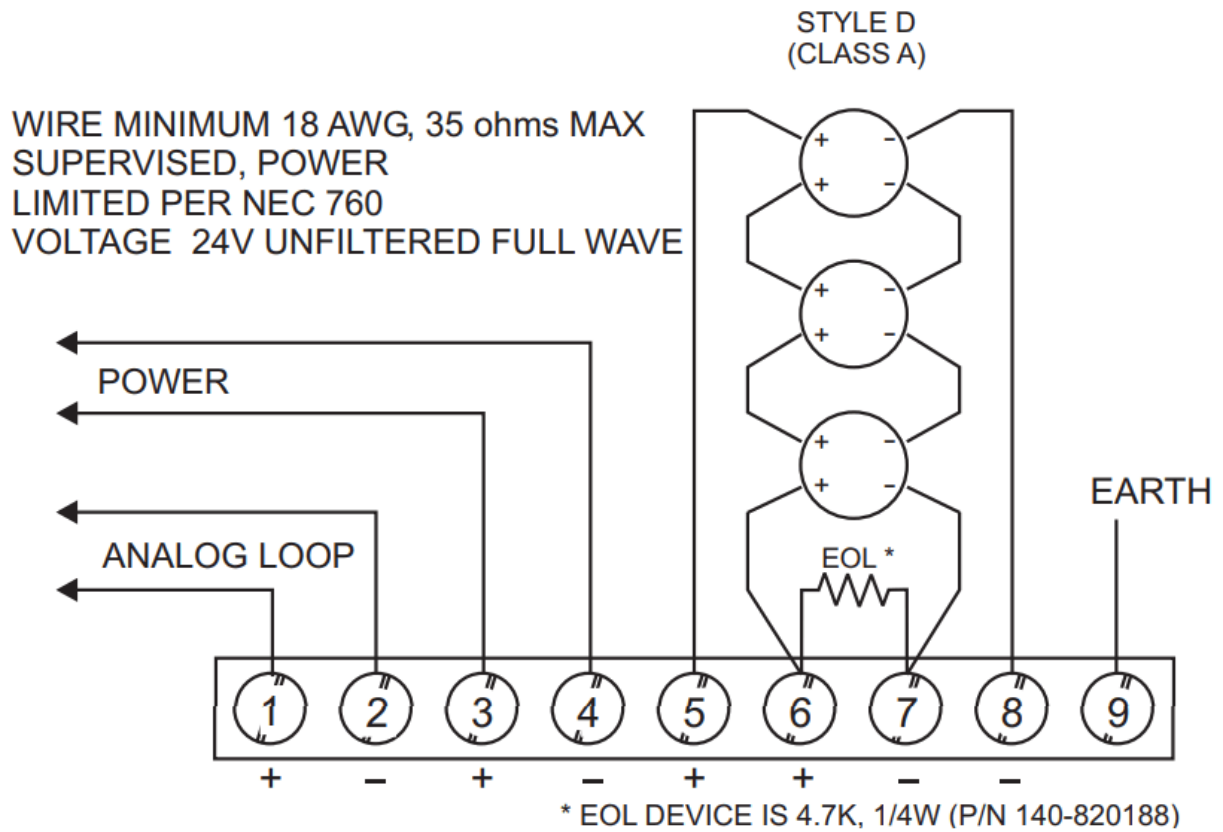 STYLE D
(CLASS A)
WIRE MINIMUM 18 AWG, 35 ohms MAX
SUPERVISED, POWER
LIMITED PER NEC 760
VOLTAGE 24V UNFILTERED FULL WAVE
+ −
+ −
+ −
+ −
POWER
+ −
+ −
EARTH
ANALOG LOOP
EOL *
1 2 3 4 5 6 7 8 9
+ − + − + + − −
* EOL DEVICE IS 4.7K, 1/4W (P/N 140-820188)